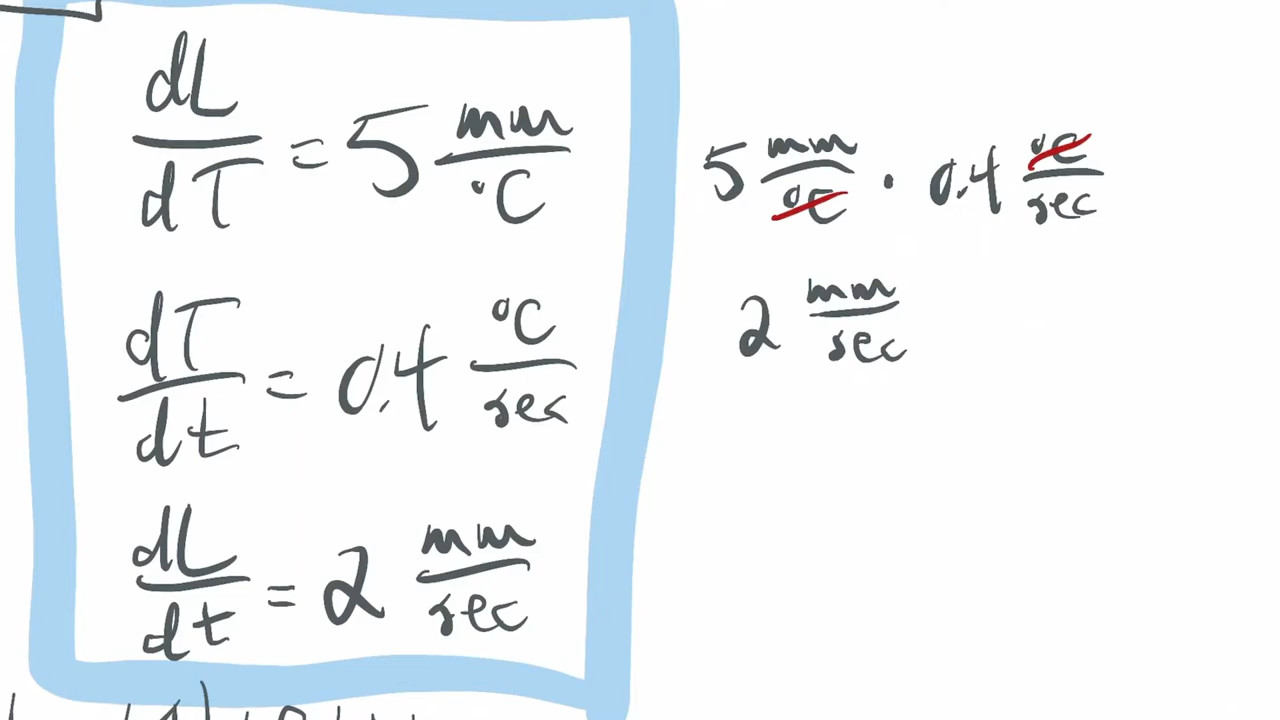 dL/dT = 5 mm/°C
5 mm/°C · 0.4 °C/sec
2 mm/sec
dT/dt = 0.4 °C/sec
dL/dt = 2 mm/sec